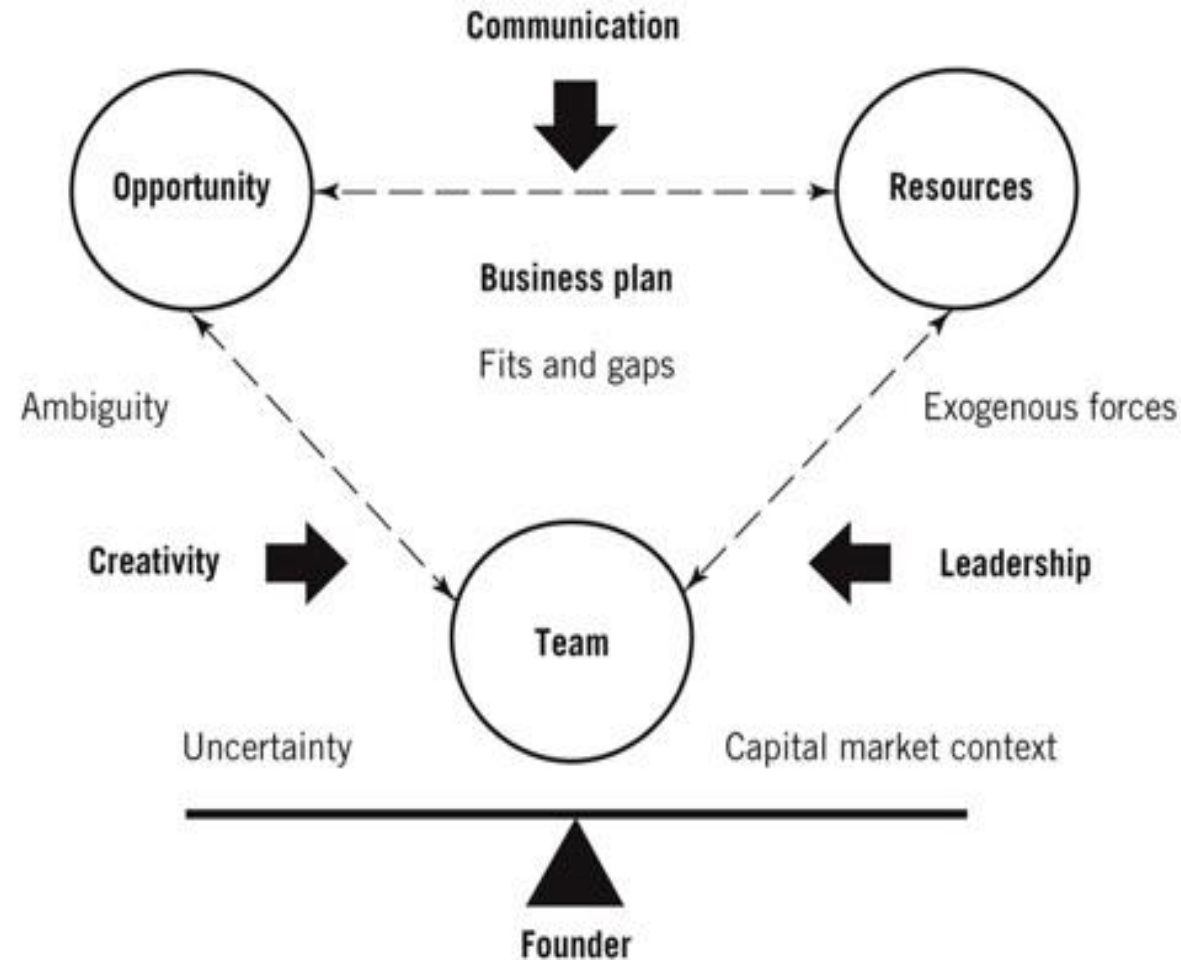 Communication
Opportunity
Resources
Business plan
Fits and gaps
Ambiguity
Exogenous forces
Creativity
Leadership
Team
Uncertainty
Capital market context
Founder